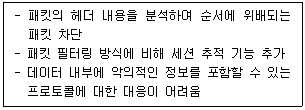 - 패킷의 헤더 내용을 분석하여 순서에 위배되는
패킷 차단
- 패킷 필터링 방식에 비해 세션 추적 기능 추가
- 데이터 내부에 악의적인 정보를 포함할 수 있는
프로토콜에 대한 대응이 어려움